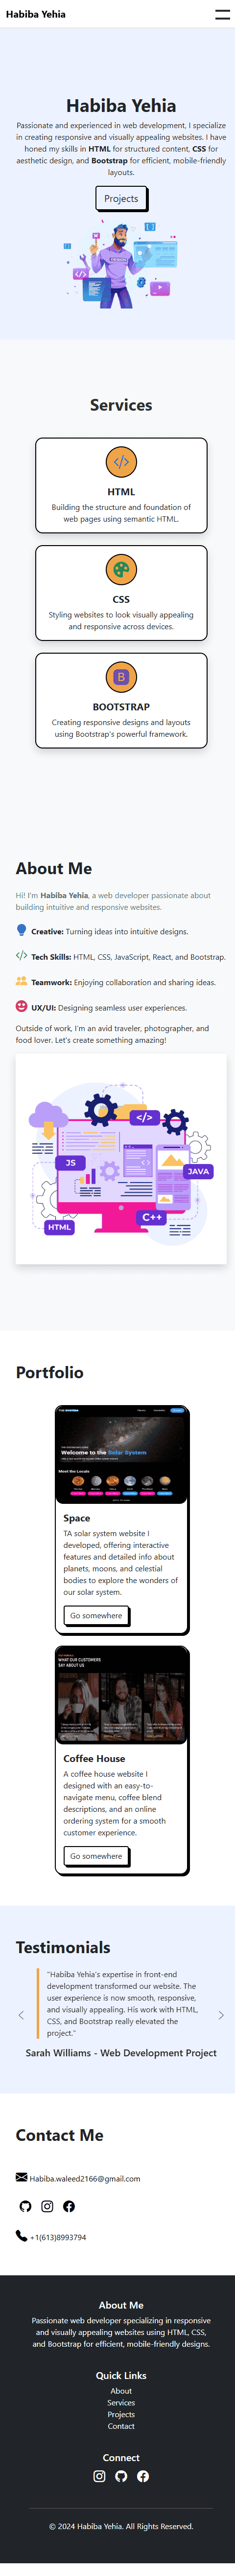 Habiba Yehia
Habiba Yehia
Passionate and experienced in web development, I specialize
in creating responsive and visually appealing websites. I have
honed my skills in HTML for structured content, CSS for
aesthetic design, and Bootstrap for efficient, mobile-friendly
layouts.
Projects
Services
HTML
Building the structure and foundation of
web pages using semantic HTML.
CSS
Styling websites to look visually appealing
and responsive across devices.
B
BOOTSTRAP
Creating responsive designs and layouts
using Bootstrap's powerful framework.
About Me
Hi! I'm Habiba Yehia, a web developer passionate about
building intuitive and responsive websites.
Creative: Turning ideas into intuitive designs.
Tech Skills: HTML, CSS, JavaScript, React, and Bootstrap.
Teamwork: Enjoying collaboration and sharing ideas.
UX/UI: Designing seamless user experiences.
Outside of work, I'm an avid traveler, photographer, and
food lover. Let's create something amazing!
</>
JS
JAVA
C++
HTML
Portfolio
Welcome to the Solar System
Meet the Locals
Space
TA solar system website I
developed, offering interactive
features and detailed info about
planets, moons, and celestial
bodies to explore the wonders of
our solar system.
Go somewhere
WHAT OUR CUSTOMERS
SAY ABOUT US
Coffee House
A coffee house website I
designed with an easy-to-
navigate menu, coffee blend
descriptions, and an online
ordering system for a smooth
customer experience.
Go somewhere
Testimonials
"Habiba Yehia's expertise in front-end
development transformed our website. The
user experience is now smooth, responsive,
and visually appealing. His work with HTML,
CSS, and Bootstrap really elevated the
project."
Sarah Williams - Web Development Project
Contact Me
Habiba.waleed2166@gmail.com
+1(613)8993794
About Me
Passionate web developer specializing in responsive
and visually appealing websites using HTML, CSS,
and Bootstrap for efficient, mobile-friendly designs.
Quick Links
About
Services
Projects
Contact
Connect
© 2024 Habiba Yehia. All Rights Reserved.